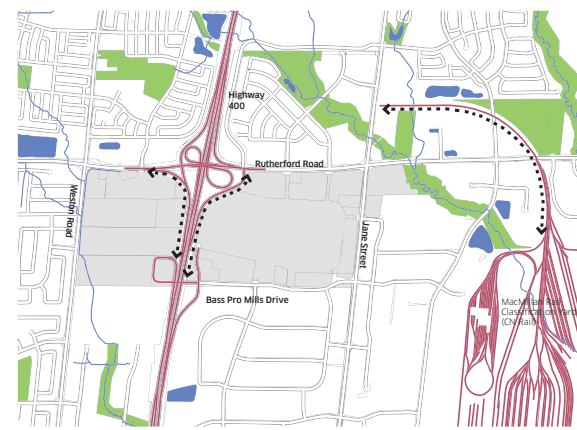 Highway
400
Rutherford Road
Weston Road
Jane Street
Bass Pro Mills Drive
MacMillan Rail
Classification Yard
(CN Rail)